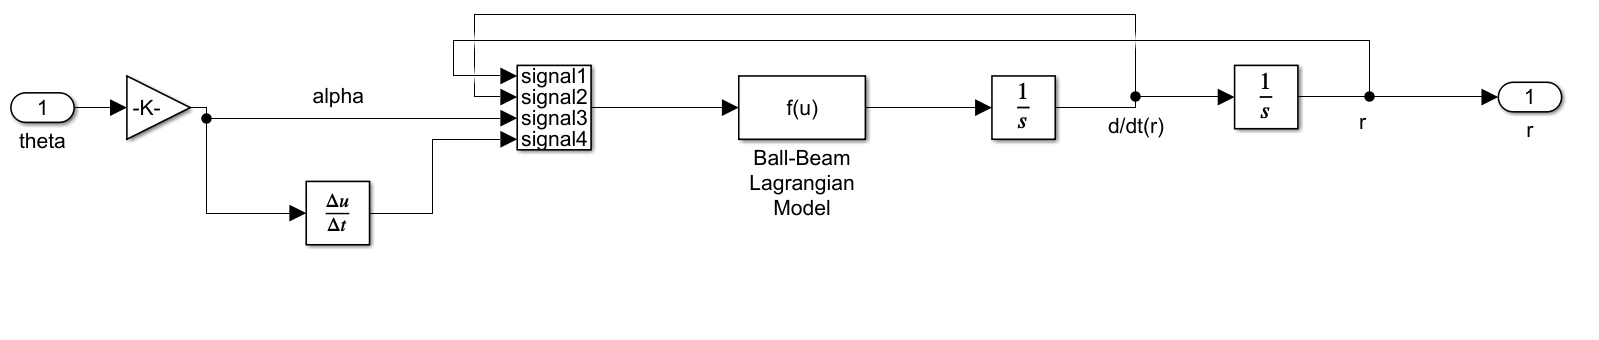 1
theta
-K-
alpha
Δu
Δt
signal1
signal2
signal3
signal4
f(u)
Ball-Beam
Lagrangian
Model
1
s
d/dt(r)
1
s
r
1
r